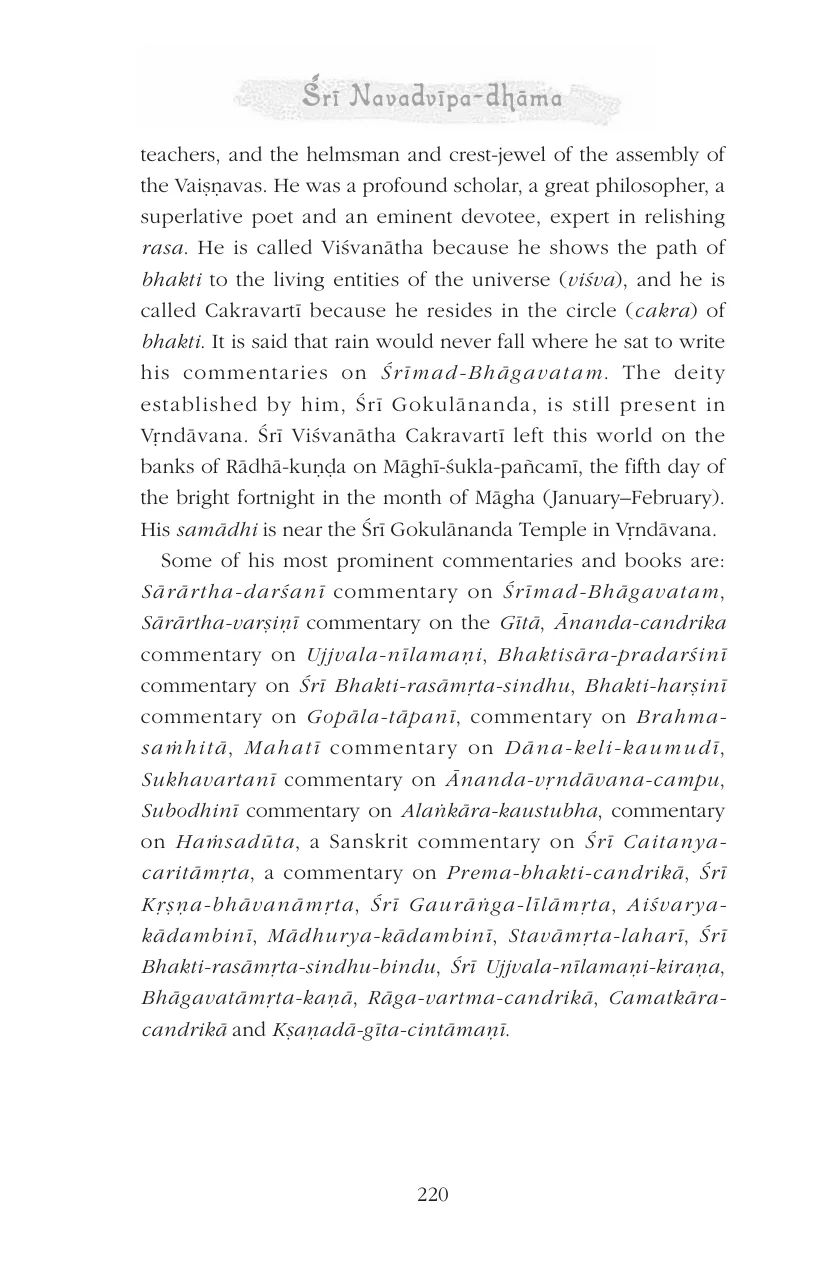 Śrī Navadvīpa-dhāma
teachers, and the helmsman and crest-jewel of the assembly of
the Vaiṣṇavas. He was a profound scholar, a great philosopher, a
superlative poet and an eminent devotee, expert in relishing
rasa. He is called Viśvanātha because he shows the path of
bhakti to the living entities of the universe (viśva), and he is
called Cakravartī because he resides in the circle (cakra) of
bhakti. It is said that rain would never fall where he sat to write
his commentaries on Śrīmad-Bhāgavatam. The deity
established by him, Śrī Gokulānanda, is still present in
Vṛndāvana. Śrī Viśvanātha Cakravartī left this world on the
banks of Rādhā-kuṇḍa on Māghī-śukla-pañcamī, the fifth day of
the bright fortnight in the month of Māgha (January–February).
His samādhi is near the Śrī Gokulānanda Temple in Vṛndāvana.
Some of his most prominent commentaries and books are:
Sārārtha-darśanī commentary on Śrīmad-Bhāgavatam,
Sārārtha-varṣiṇī commentary on the Gītā, Ānanda-candrika
commentary on Ujjvala-nīlamaṇi, Bhaktisāra-pradarśinī
commentary on Śrī Bhakti-rasāmṛta-sindhu, Bhakti-harṣinī
commentary on Gopāla-tāpanī, commentary on Brahma-
saṁhitā, Mahatī commentary on Dāna-keli-kaumudī,
Sukhavartanī commentary on Ānanda-vṛndāvana-campu,
Subodhinī commentary on Alaṅkāra-kaustubha, commentary
on Haṁsadūta, a Sanskrit commentary on Śrī Caitanya-
caritāmṛta, a commentary on Prema-bhakti-candrikā, Śrī
Kṛṣṇa-bhāvanāmṛta, Śrī Gaurāṅga-līlāmṛta, Aiśvarya-
kādambinī, Mādhurya-kādambinī, Stavāmṛta-laharī, Śrī
Bhakti-rasāmṛta-sindhu-bindu, Śrī Ujjvala-nīlamaṇi-kiraṇa,
Bhāgavatāmṛta-kaṇā, Rāga-vartma-candrikā, Camatkāra-
candrikā and Kṣaṇadā-gīta-cintāmaṇī.
220